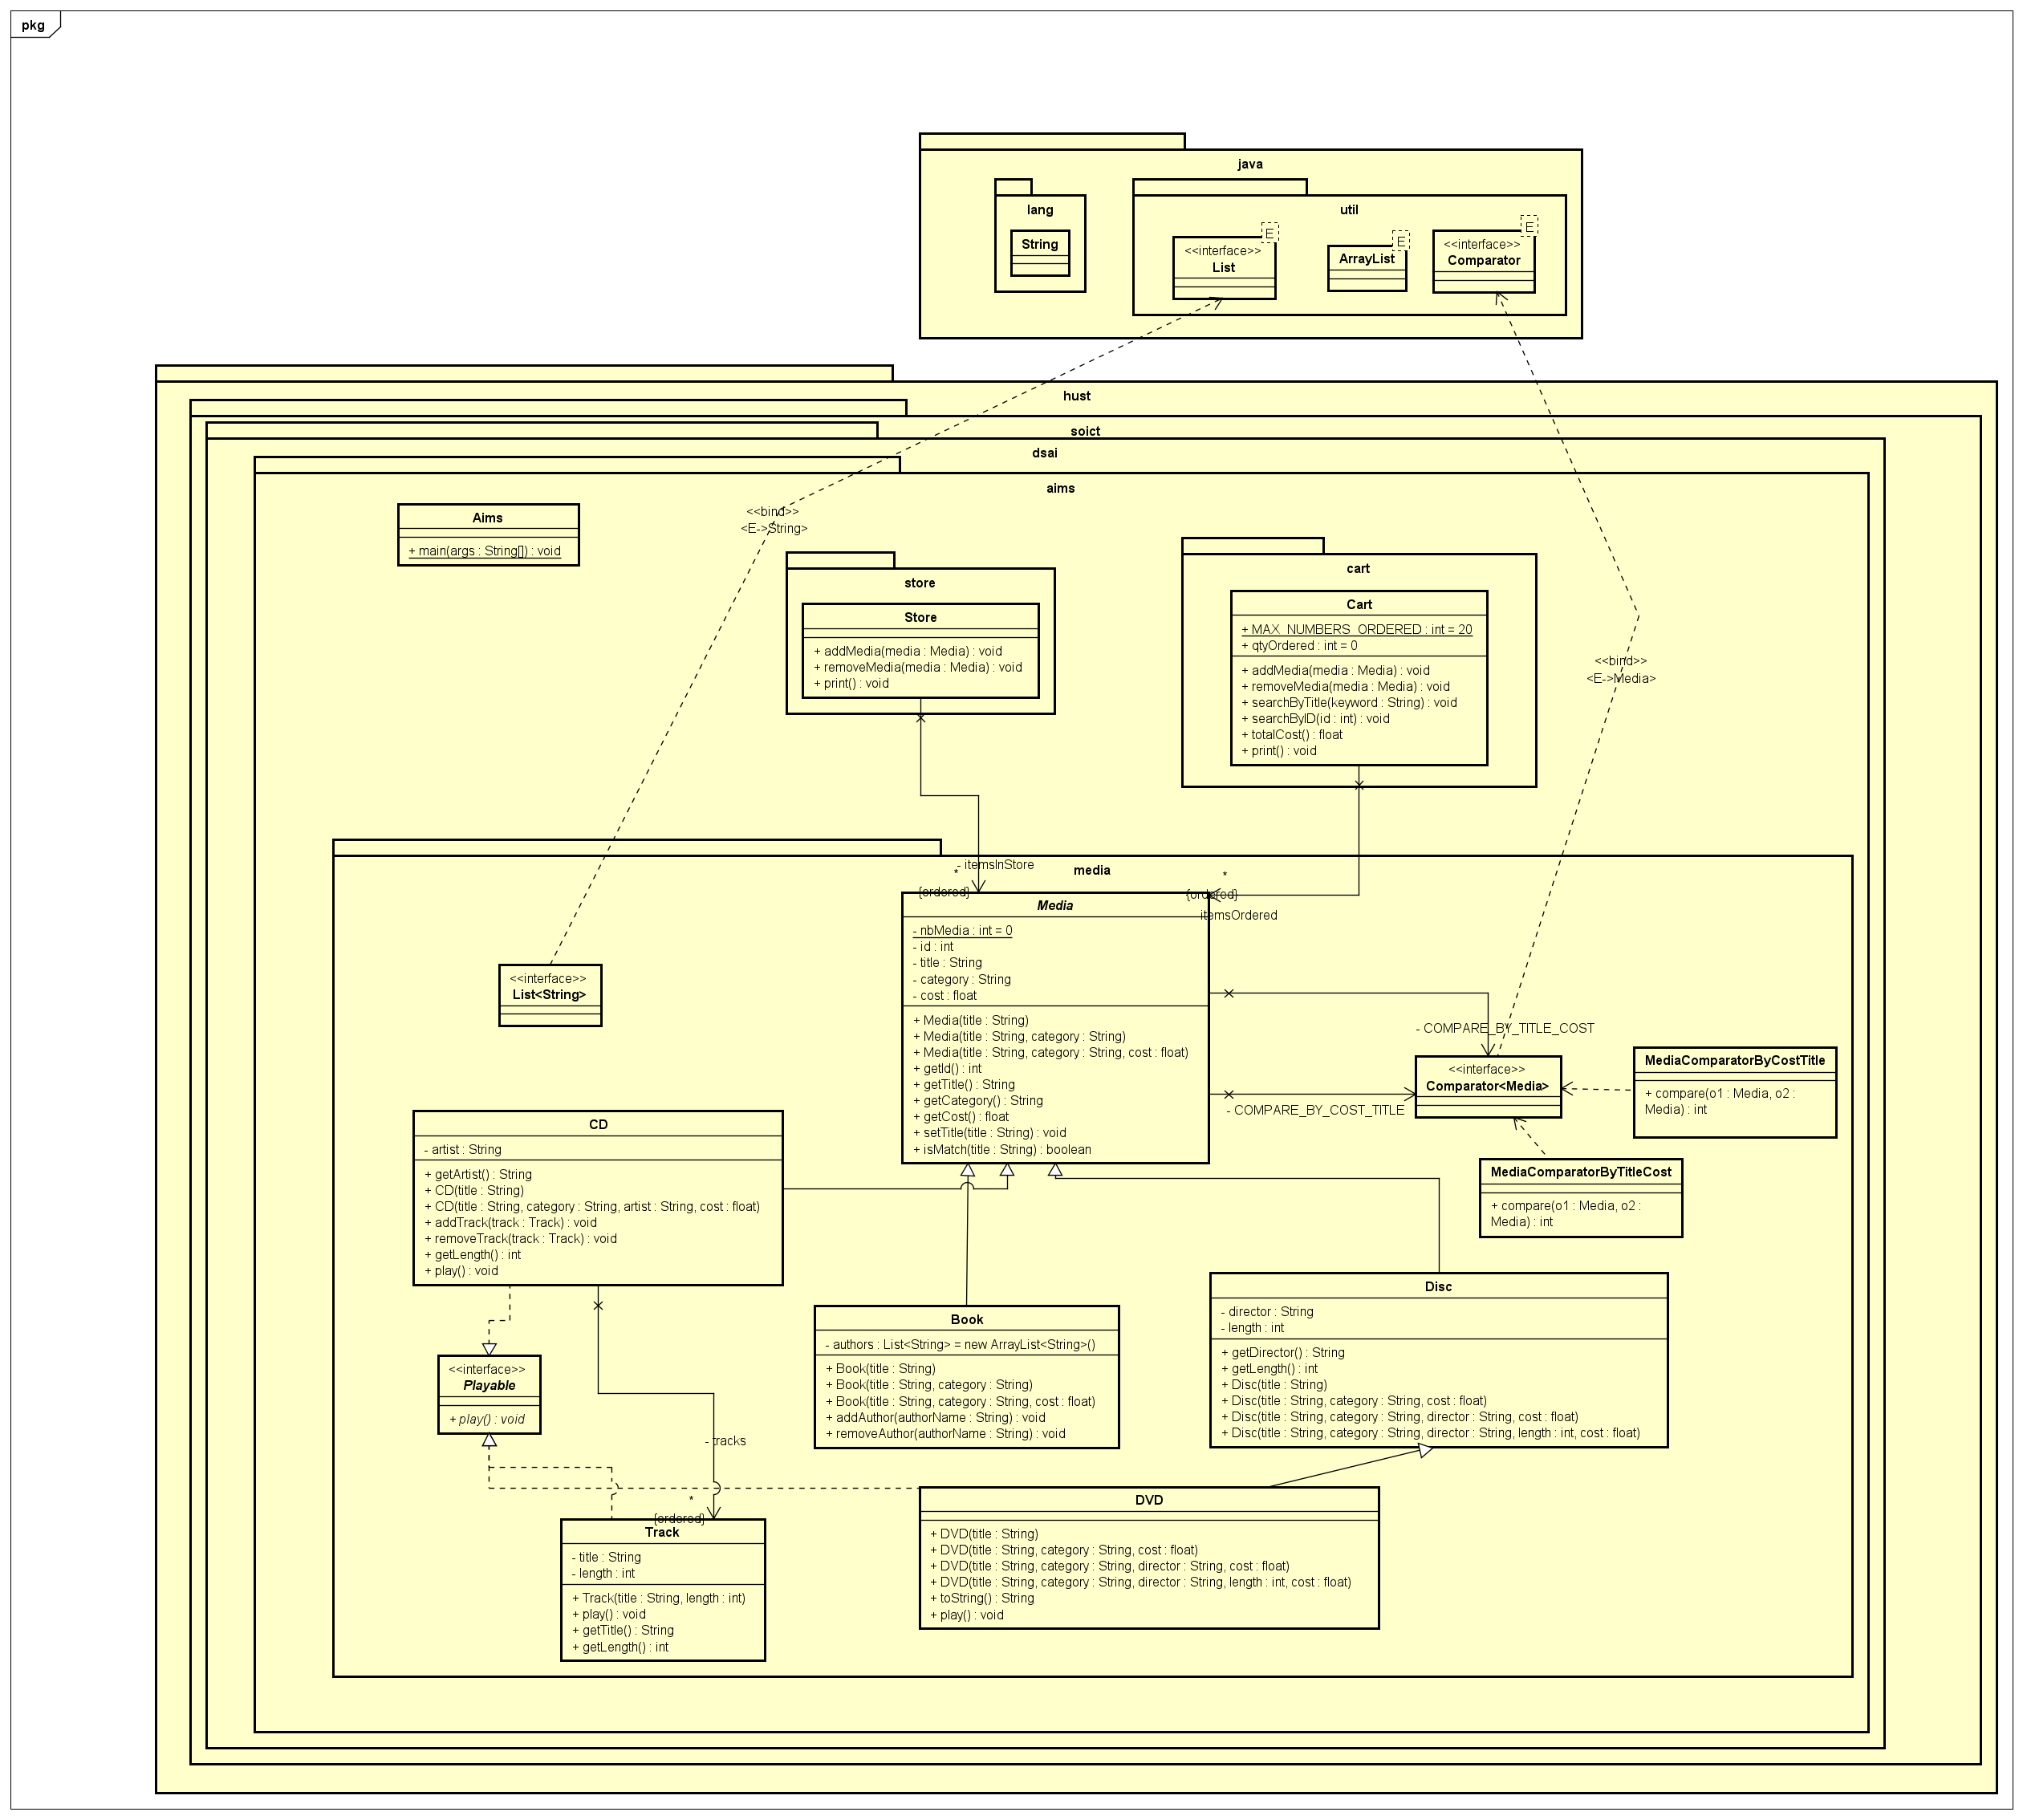 pkg
java
lang
String
util
E
<<interface>>
List
E
ArrayList
E
<<interface>>
Comparator
hust
soict
dsai
aims
Aims
+ main(args : String[]) : void
<<bind>>
<E->String>
store
Store
+ addMedia(media : Media) : void
+ removeMedia(media : Media) : void
+ print() : void
cart
Cart
+ MAX_NUMBERS_ORDERED : int = 20
+ qtyOrdered : int = 0
+ addMedia(media : Media) : void
+ removeMedia(media : Media) : void
+ searchByTitle(keyword : String) : void
+ searchByID(id : int) : void
+ totalCost() : float
+ print() : void
<<bind>>
<E->Media>
media
- itemsInStore
*
{ordered}
*
{ordered}
itemsOrdered
Media
- nbMedia : int = 0
- id : int
- title : String
- category : String
- cost : float
+ Media(title : String)
+ Media(title : String, category : String)
+ Media(title : String, category : String, cost : float)
+ getId() : int
+ getTitle() : String
+ getCategory() : String
+ getCost() : float
+ setTitle(title : String) : void
+ isMatch(title : String) : boolean
<<interface>>
List<String>
- COMPARE_BY_TITLE_COST
- COMPARE_BY_COST_TITLE
<<interface>>
Comparator<Media>
MediaComparatorByCostTitle
+ compare(o1 : Media, o2 :
Media) : int
MediaComparatorByTitleCost
+ compare(o1 : Media, o2 :
Media) : int
CD
- artist : String
+ getArtist() : String
+ CD(title : String)
+ CD(title : String, category : String, artist : String, cost : float)
+ addTrack(track : Track) : void
+ removeTrack(track : Track) : void
+ getLength() : int
+ play() : void
Book
- authors : List<String> = new ArrayList<String>()
+ Book(title : String)
+ Book(title : String, category : String)
+ Book(title : String, category : String, cost : float)
+ addAuthor(authorName : String) : void
+ removeAuthor(authorName : String) : void
Disc
- director : String
- length : int
+ getDirector() : String
+ getLength() : int
+ Disc(title : String)
+ Disc(title : String, category : String, cost : float)
+ Disc(title : String, category : String, director : String, cost : float)
+ Disc(title : String, category : String, director : String, length : int, cost : float)
<<interface>>
Playable
+ play() : void
- tracks
*
{ordered}
Track
- title : String
- length : int
+ Track(title : String, length : int)
+ play() : void
+ getTitle() : String
+ getLength() : int
DVD
+ DVD(title : String)
+ DVD(title : String, category : String, cost : float)
+ DVD(title : String, category : String, director : String, cost : float)
+ DVD(title : String, category : String, director : String, length : int, cost : float)
+ toString() : String
+ play() : void